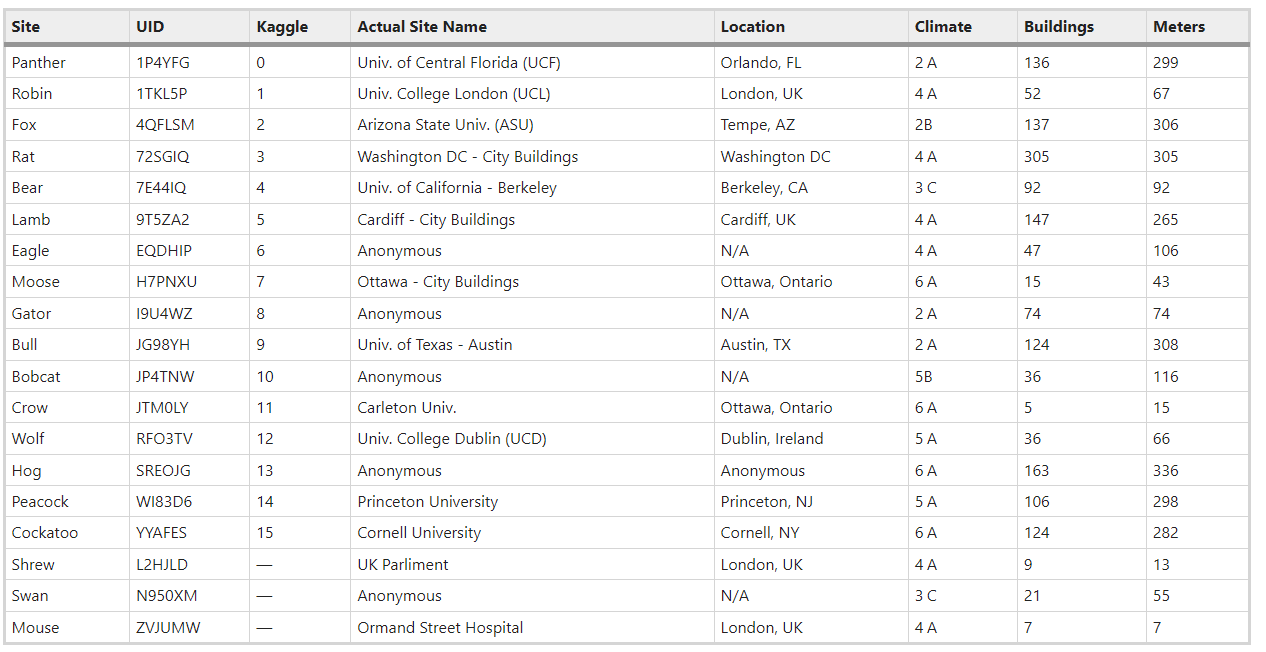 Site UID Kaggle Actual Site Name Location Climate Buildings Meters
Panther 1P4YFG 0 Univ. of Central Florida (UCF) Orlando, FL 2 A 136 299
Robin 1TKL5P 1 Univ. College London (UCL) London, UK 4 A 52 67
Fox 4QFLSM 2 Arizona State Univ. (ASU) Tempe, AZ 2B 137 306
Rat 72SGIQ 3 Washington DC - City Buildings Washington DC 4 A 305 305
Bear 7E44IQ 4 Univ. of California - Berkeley Berkeley, CA 3 C 92 92
Lamb 9T5ZA2 5 Cardiff - City Buildings Cardiff, UK 4 A 147 265
Eagle EQDHIP 6 Anonymous N/A 4 A 47 106
Moose H7PNXU 7 Ottawa - City Buildings Ottawa, Ontario 6 A 15 43
Gator I9U4WZ 8 Anonymous N/A 2 A 74 74
Bull JG98YH 9 Univ. of Texas - Austin Austin, TX 2 A 124 308
Bobcat JP4TNW 10 Anonymous N/A 5B 36 116
Crow JTM0LY 11 Carleton Univ. Ottawa, Ontario 6 A 5 15
Wolf RFO3TV 12 Univ. College Dublin (UCD) Dublin, Ireland 5 A 36 66
Hog SREOJG 13 Anonymous Anonymous 6 A 163 336
Peacock WI83D6 14 Princeton University Princeton, NJ 5 A 106 298
Cockatoo YYAFES 15 Cornell University Cornell, NY 6 A 124 282
Shrew L2HJLD — UK Parliment London, UK 4 A 9 13
Swan N950XM — Anonymous N/A 3 C 21 55
Mouse ZVJUMW — Ormand Street Hospital London, UK 4 A 7 7